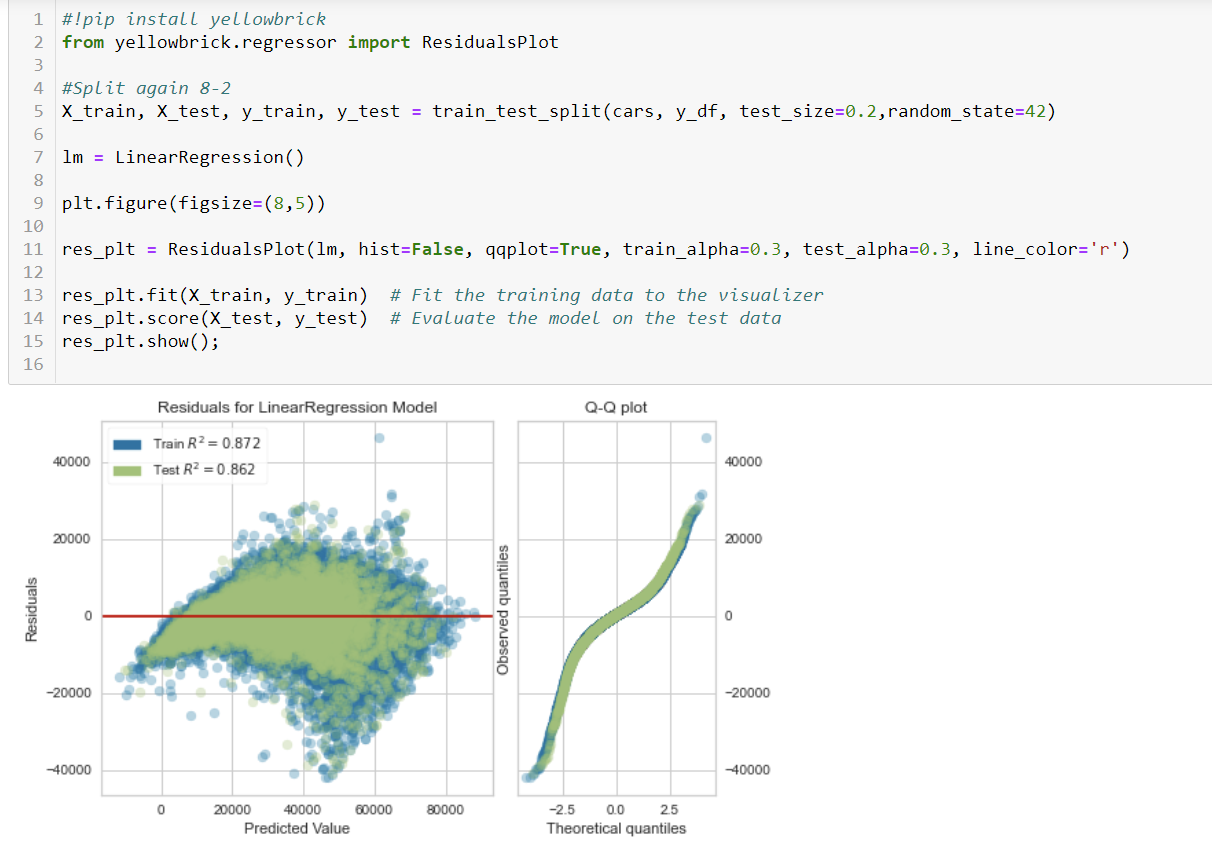 1 #!pip install yellowbrick
2 from yellowbrick.regressor import ResidualsPlot
3
4 #Split again 8-2
5 X_train, X_test, y_train, y_test = train_test_split(cars, y_df, test_size=0.2,random_state=42)
6
7 lm = LinearRegression()
8
9 plt.figure(figsize=(8,5))
10
11 res_plt = ResidualsPlot(lm, hist=False, qqplot=True, train_alpha=0.3, test_alpha=0.3, line_color='r')
12
13 res_plt.fit(X_train, y_train)  # Fit the training data to the visualizer
14 res_plt.score(X_test, y_test)  # Evaluate the model on the test data
15 res_plt.show();
16
Residuals for LinearRegression Model
Train R² = 0.872
Test R² = 0.862
40000
20000
0
−20000
−40000
Residuals
0 20000 40000 60000 80000
Predicted Value
Q-Q plot
Observed quantiles
40000
20000
0
−20000
−40000
−2.5 0.0 2.5
Theoretical quantiles